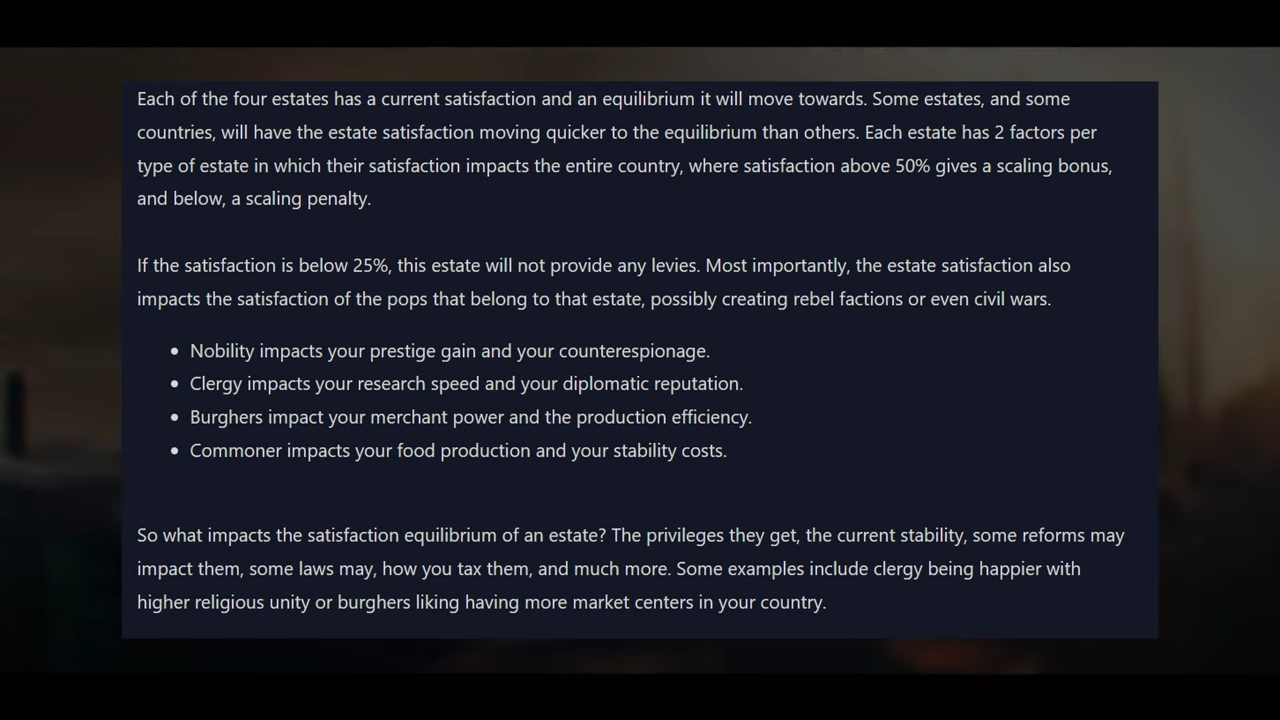 Each of the four estates has a current satisfaction and an equilibrium it will move towards. Some estates, and some
countries, will have the estate satisfaction moving quicker to the equilibrium than others. Each estate has 2 factors per
type of estate in which their satisfaction impacts the entire country, where satisfaction above 50% gives a scaling bonus,
and below, a scaling penalty.
If the satisfaction is below 25%, this estate will not provide any levies. Most importantly, the estate satisfaction also
impacts the satisfaction of the pops that belong to that estate, possibly creating rebel factions or even civil wars.
• Nobility impacts your prestige gain and your counterespionage.
• Clergy impacts your research speed and your diplomatic reputation.
• Burghers impact your merchant power and the production efficiency.
• Commoner impacts your food production and your stability costs.
So what impacts the satisfaction equilibrium of an estate? The privileges they get, the current stability, some reforms may
impact them, some laws may, how you tax them, and much more. Some examples include clergy being happier with
higher religious unity or burghers liking having more market centers in your country.